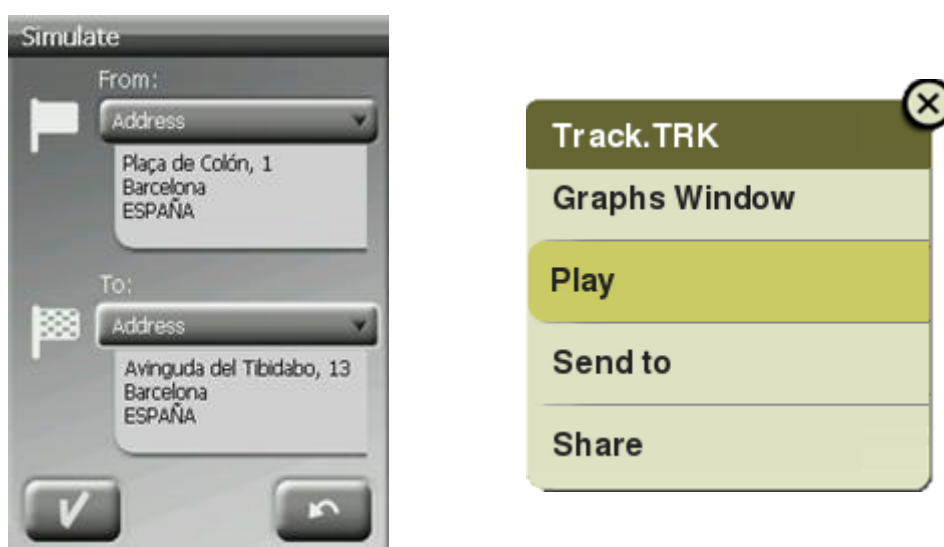 Simulate
From:
Address
Plaça de Colón, 1
Barcelona
ESPAÑA
To:
Address
Avinguda del Tibidabo, 13
Barcelona
ESPAÑA
Track.TRK
Graphs Window
Play
Send to
Share